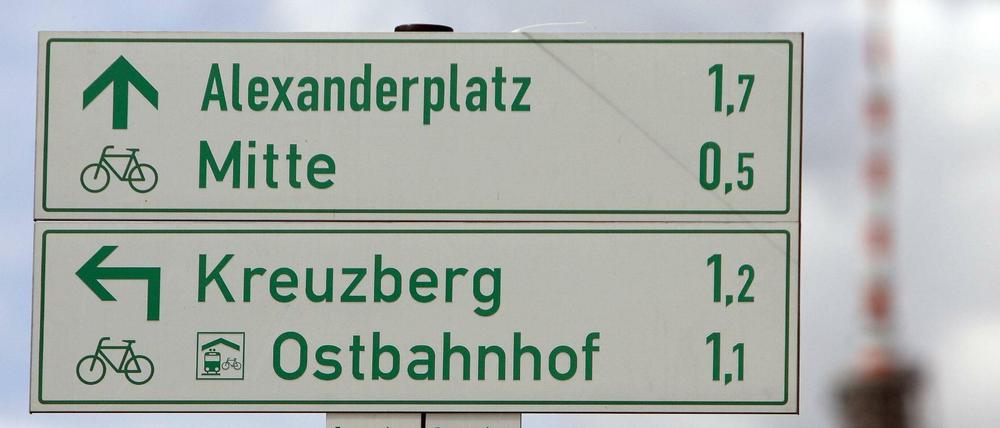 Alexanderplatz 1,7
Mitte 0,5
Kreuzberg 1,2
Ostbahnhof 1,1